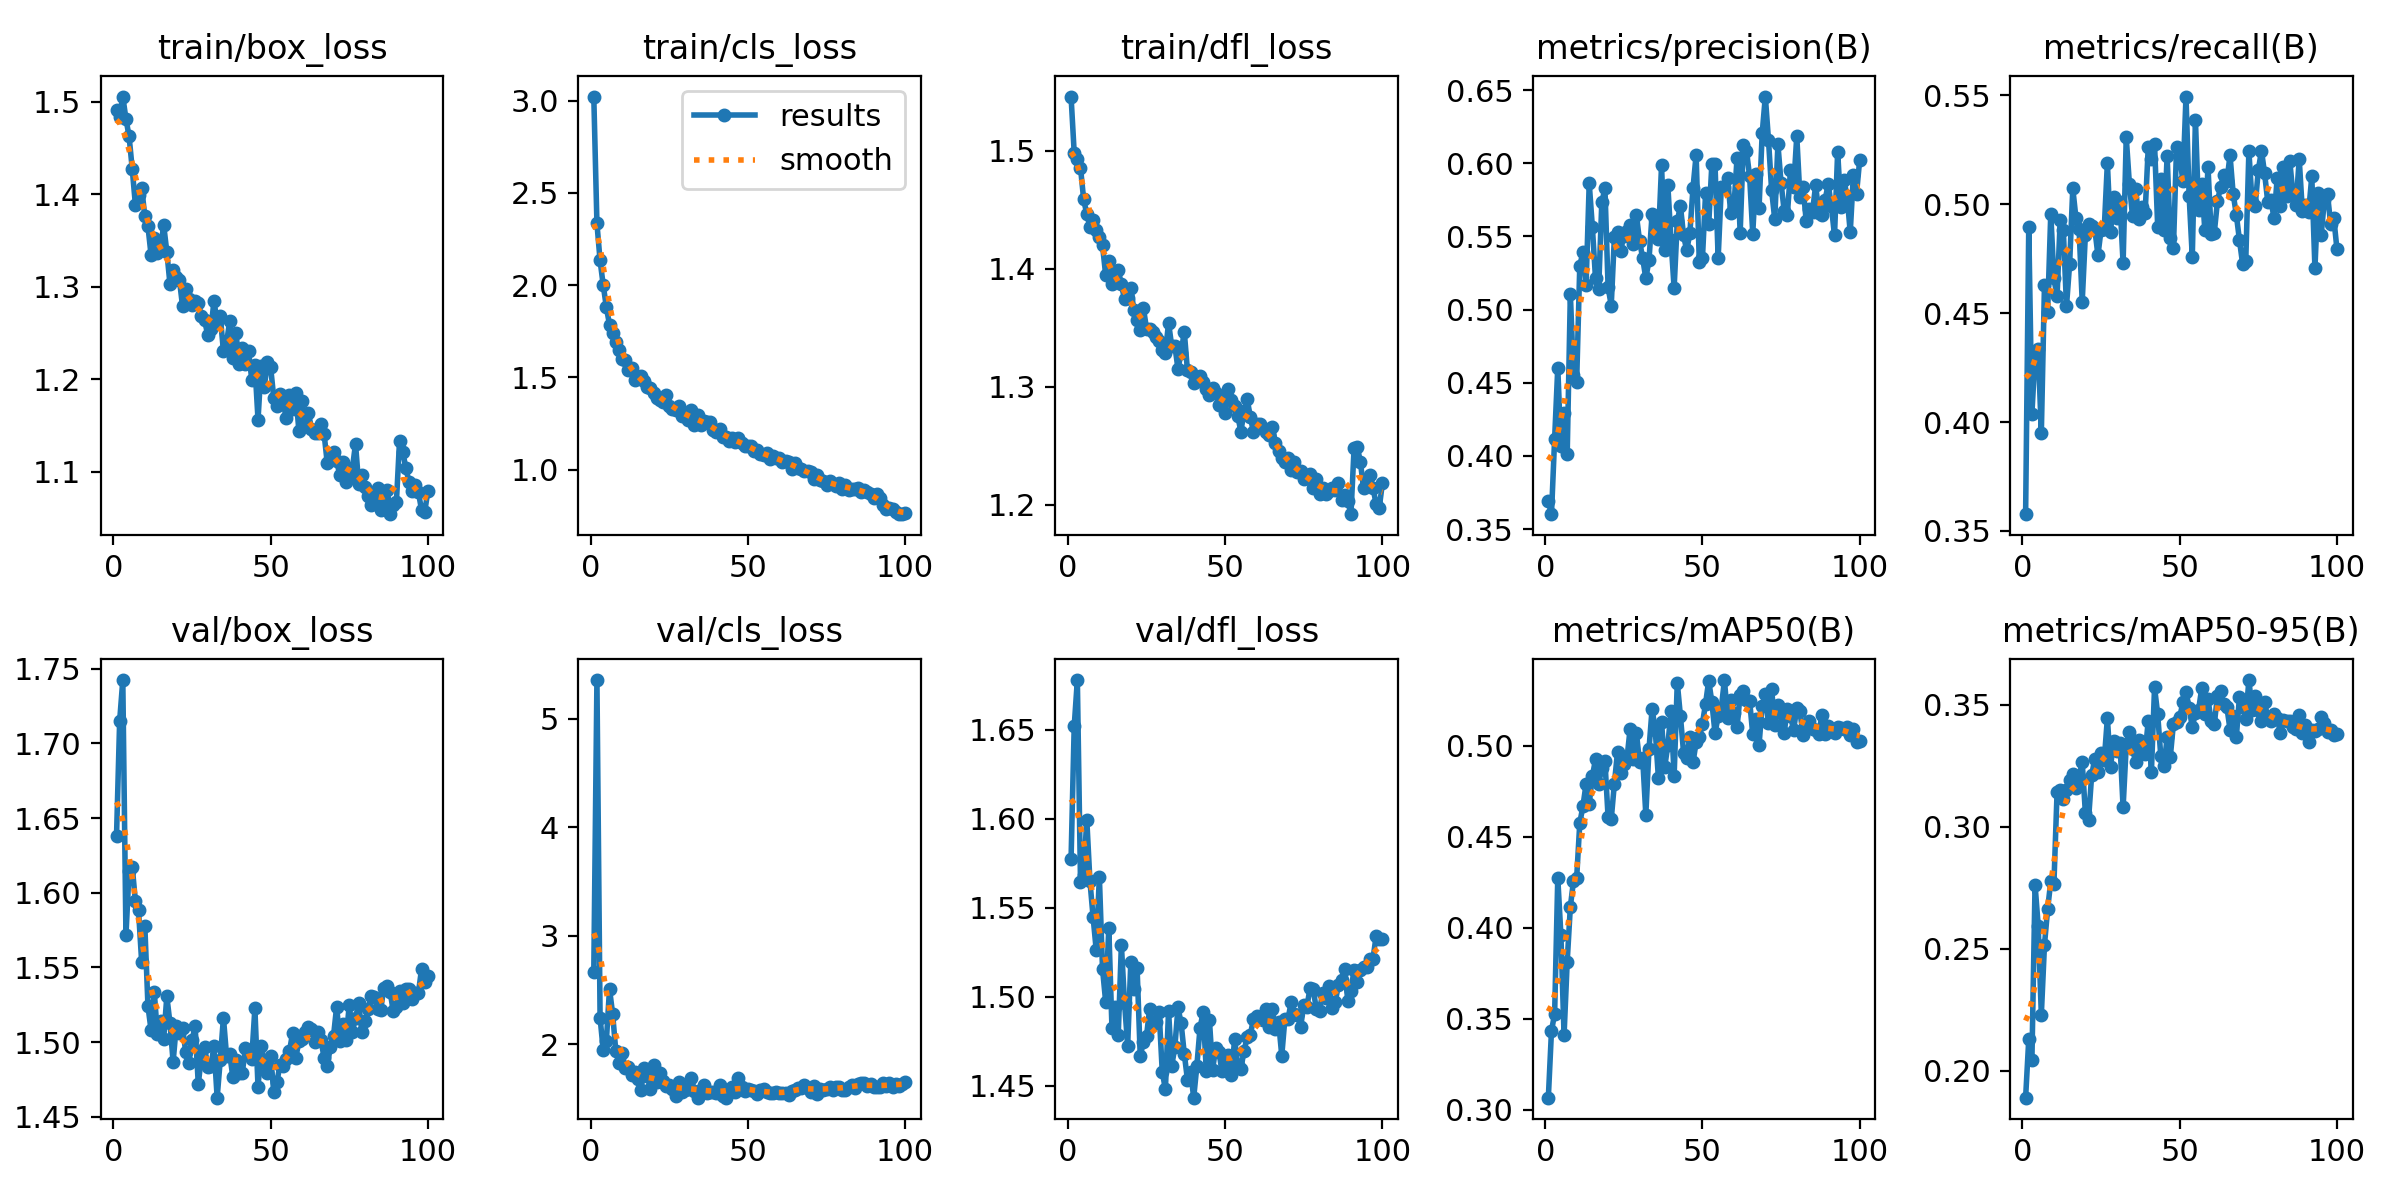 train/box_loss
1.5
1.4
1.3
1.2
1.1
0 50 100
train/cls_loss
results
smooth
3.0
2.5
2.0
1.5
1.0
0 50 100
train/dfl_loss
1.5
1.4
1.3
1.2
0 50 100
metrics/precision(B)
0.65
0.60
0.55
0.50
0.45
0.40
0.35
0 50 100
metrics/recall(B)
0.55
0.50
0.45
0.40
0.35
0 50 100
val/box_loss
1.75
1.70
1.65
1.60
1.55
1.50
1.45
0 50 100
val/cls_loss
5
4
3
2
0 50 100
val/dfl_loss
1.65
1.60
1.55
1.50
1.45
0 50 100
metrics/mAP50(B)
0.50
0.45
0.40
0.35
0.30
0 50 100
metrics/mAP50-95(B)
0.35
0.30
0.25
0.20
0 50 100